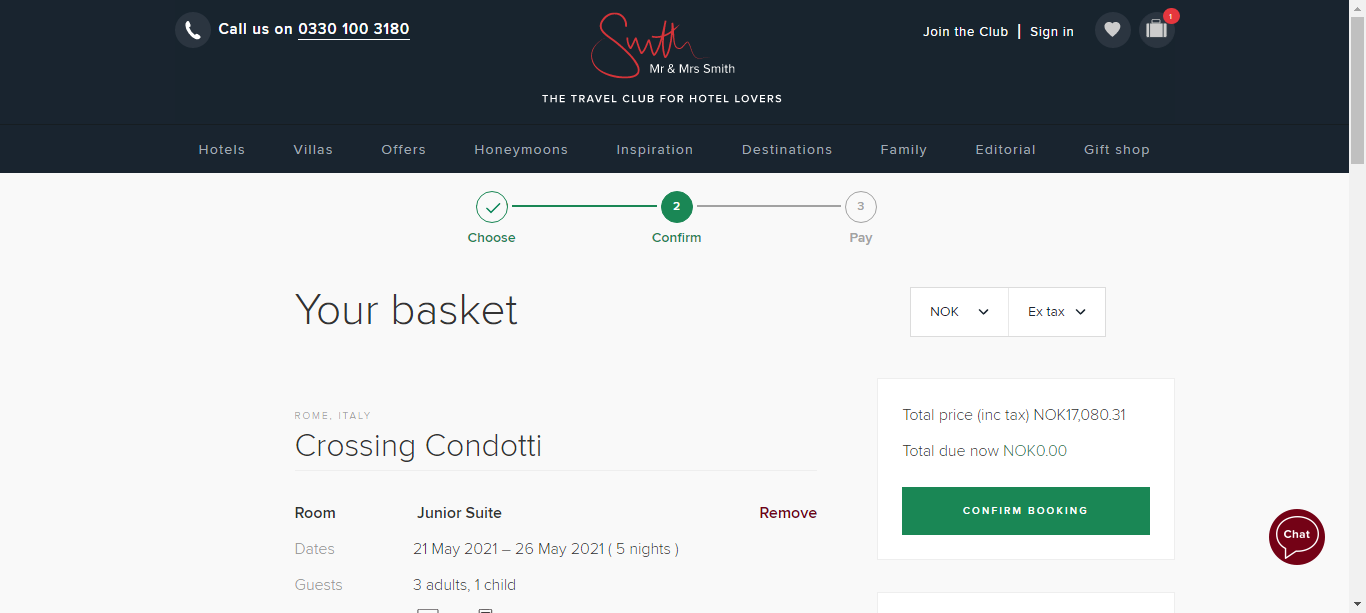 Call us on 0330 100 3180
Smith
Mr & Mrs Smith
THE TRAVEL CLUB FOR HOTEL LOVERS
Join the Club | Sign in
1
Hotels Villas Offers Honeymoons Inspiration Destinations Family Editorial Gift shop
2 3
Choose Confirm Pay
Your basket
NOK Ex tax
ROME, ITALY
Crossing Condotti
Room Junior Suite Remove
Dates 21 May 2021 – 26 May 2021 ( 5 nights )
Guests 3 adults, 1 child
Total price (inc tax) NOK17,080.31
Total due now NOK0.00
CONFIRM BOOKING
Chat